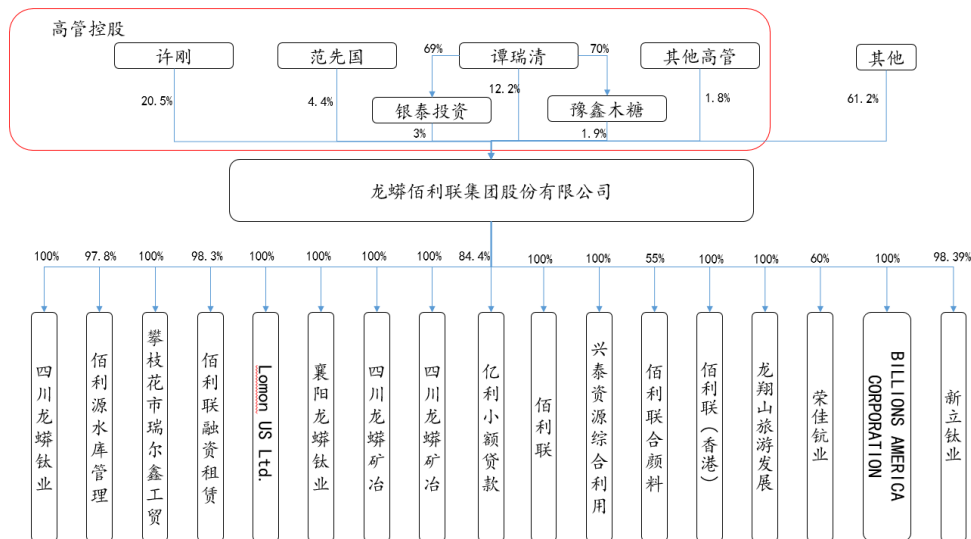 高管控股
许刚
范先国
69%
谭瑞清
70%
其他高管
其他
20.5%
4.4%
银泰投资
12.2%
豫鑫木糖
1.8%
61.2%
3%
1.9%
龙蟒佰利联集团股份有限公司
100%
97.8%
100%
98.3%
100%
100%
100%
100%
84.4%
100%
100%
55%
100%
100%
60%
100%
98.39%
四川龙蟒钛业
佰利源水库管理
攀枝花市瑞尔鑫工贸
佰利联融资租赁
Lomon US Ltd.
襄阳龙蟒钛业
四川龙蟒矿冶
四川龙蟒矿冶
亿利小额贷款
佰利联
兴泰资源综合利用
佰利联合颜料
佰利联（香港）
龙翔山旅游发展
荣佳钪业
BILLIONS AMERICA
CORPORATION
新立钛业